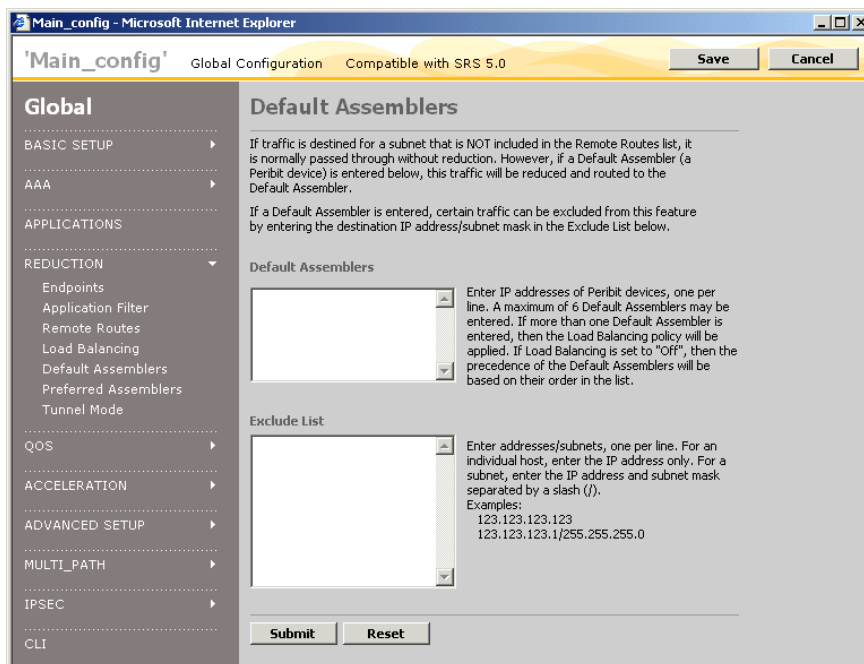 Main_config - Microsoft Internet Explorer
'Main_config' Global Configuration Compatible with SRS 5.0 Save Cancel
Global
BASIC SETUP
AAA
APPLICATIONS
REDUCTION
Endpoints
Application Filter
Remote Routes
Load Balancing
Default Assemblers
Preferred Assemblers
Tunnel Mode
QOS
ACCELERATION
ADVANCED SETUP
MULTI_PATH
IPSEC
CLI
Default Assemblers
If traffic is destined for a subnet that is NOT included in the Remote Routes list, it
is normally passed through without reduction. However, if a Default Assembler (a
Peribit device) is entered below, this traffic will be reduced and routed to the
Default Assembler.
If a Default Assembler is entered, certain traffic can be excluded from this feature
by entering the destination IP address/subnet mask in the Exclude List below.
Default Assemblers
Enter IP addresses of Peribit devices, one per
line. A maximum of 6 Default Assemblers may be
entered. If more than one Default Assembler is
entered, then the Load Balancing policy will be
applied. If Load Balancing is set to "Off", then the
precedence of the Default Assemblers will be
based on their order in the list.
Exclude List
Enter addresses/subnets, one per line. For an
individual host, enter the IP address only. For a
subnet, enter the IP address and subnet mask
separated by a slash (/).
Examples:
123.123.123.123
123.123.123.1/255.255.255.0
Submit Reset